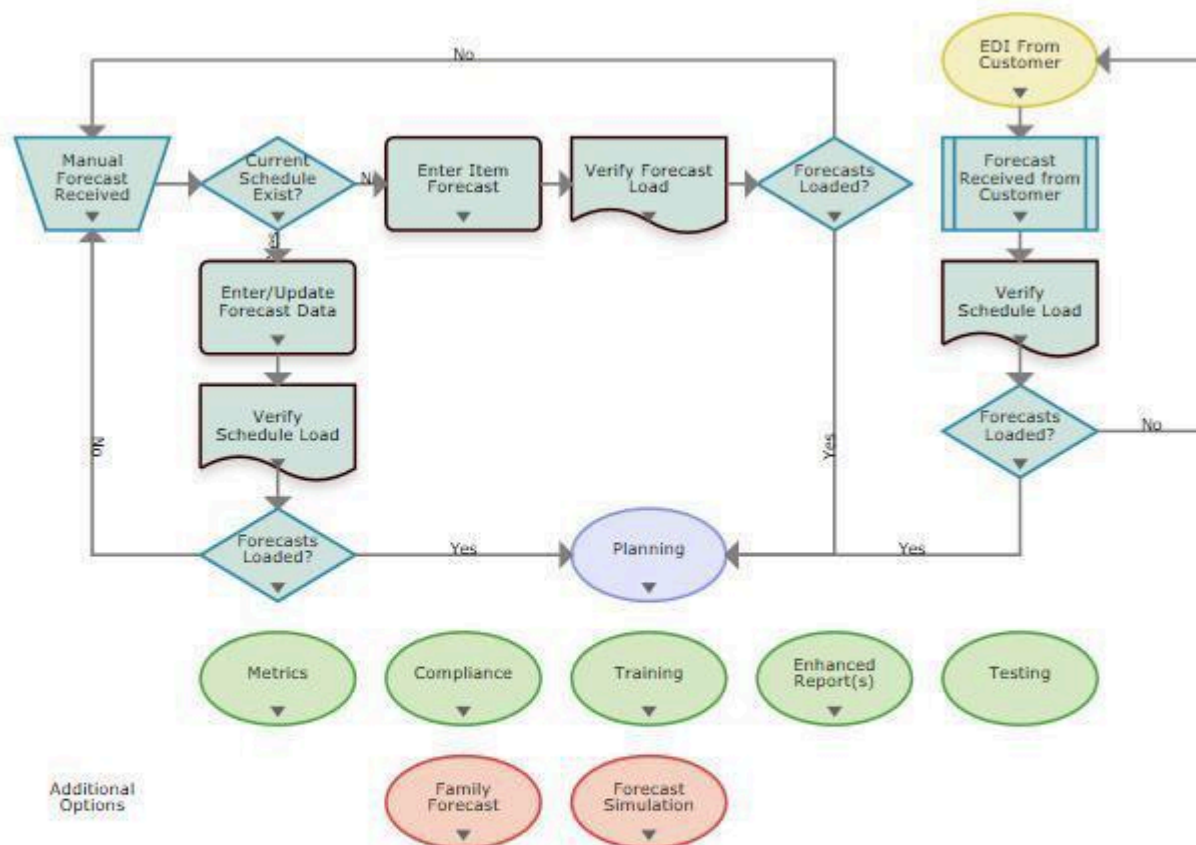 No
EDI From
Customer
Manual
Forecast
Received
Current
Schedule
Exist?
N
Enter Item
Forecast
Verify Forecast
Load
Forecasts
Loaded?
Forecast
Received from
Customer
Enter/Update
Forecast Data
Verify
Schedule Load
Verify
Schedule Load
No
Yes
Forecasts
Loaded?
No
Forecasts
Loaded?
Yes
Planning
Yes
Metrics
Compliance
Training
Enhanced
Report(s)
Testing
Additional
Options
Family
Forecast
Forecast
Simulation